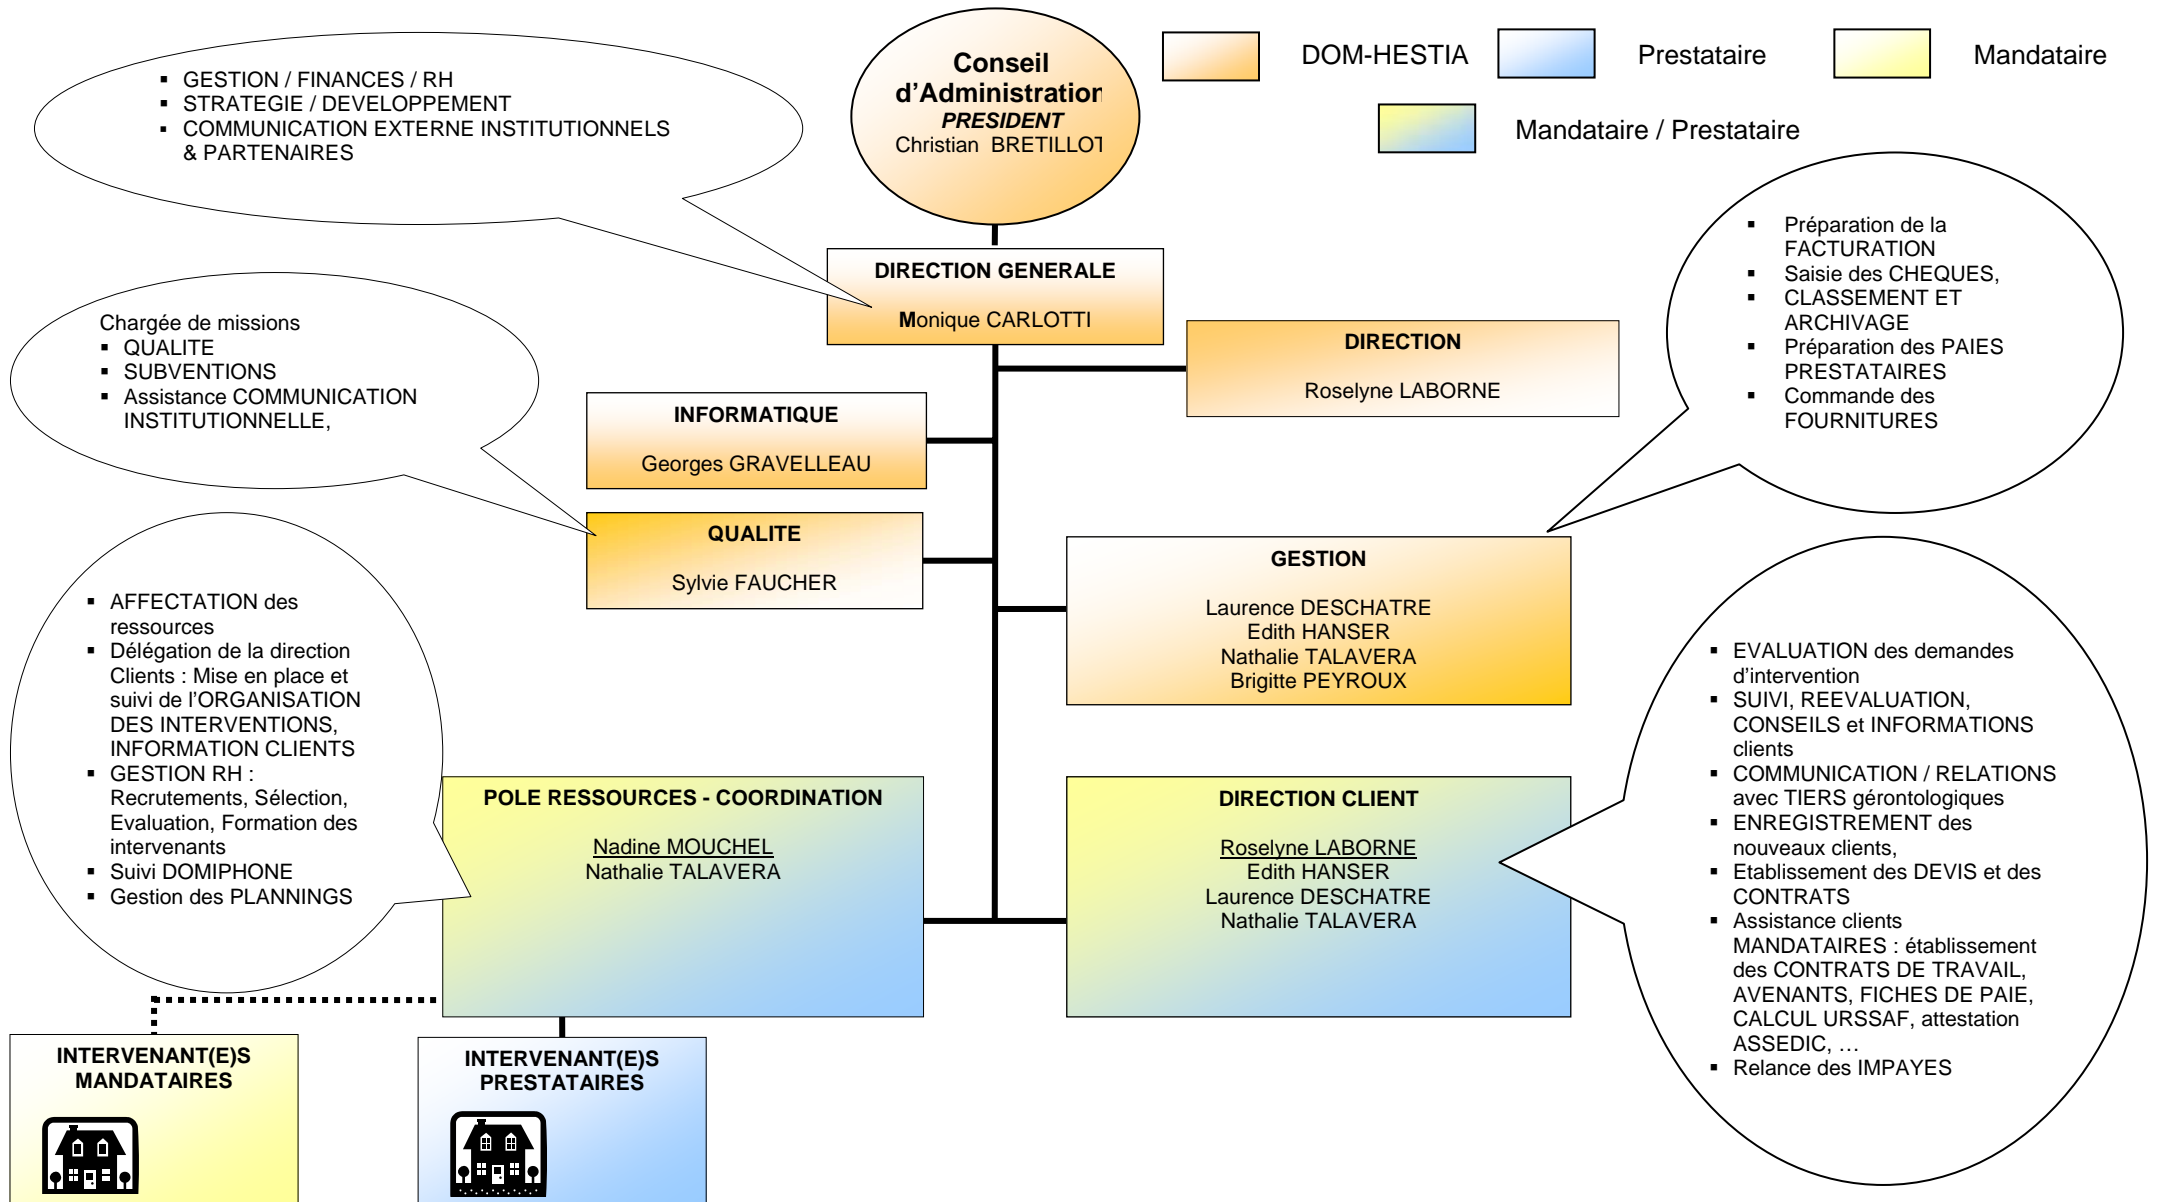 ▪ GESTION / FINANCES / RH
▪ STRATEGIE / DEVELOPPEMENT
▪ COMMUNICATION EXTERNE INSTITUTIONNELS
& PARTENAIRES
Conseil
d’Administration
PRESIDENT
Christian BRETILLOT
DOM-HESTIA
Prestataire
Mandataire
Mandataire / Prestataire
DIRECTION GENERALE
Monique CARLOTTI
DIRECTION
Roselyne LABORNE
▪ Préparation de la
FACTURATION
▪ Saisie des CHEQUES,
▪ CLASSEMENT ET
ARCHIVAGE
▪ Préparation des PAIES
PRESTATAIRES
▪ Commande des
FOURNITURES
Chargée de missions
▪ QUALITE
▪ SUBVENTIONS
▪ Assistance COMMUNICATION
INSTITUTIONNELLE,
INFORMATIQUE
Georges GRAVELLEAU
QUALITE
Sylvie FAUCHER
GESTION
Laurence DESCHATRE
Edith HANSER
Nathalie TALAVERA
Brigitte PEYROUX
▪ AFFECTATION des
ressources
▪ Délégation de la direction
Clients : Mise en place et
suivi de l’ORGANISATION
DES INTERVENTIONS,
INFORMATION CLIENTS
▪ GESTION RH :
Recrutements, Sélection,
Evaluation, Formation des
intervenants
▪ Suivi DOMIPHONE
▪ Gestion des PLANNINGS
POLE RESSOURCES - COORDINATION
Nadine MOUCHEL
Nathalie TALAVERA
DIRECTION CLIENT
Roselyne LABORNE
Edith HANSER
Laurence DESCHATRE
Nathalie TALAVERA
▪ EVALUATION des demandes
d’intervention
▪ SUIVI, REEVALUATION,
CONSEILS et INFORMATIONS
clients
▪ COMMUNICATION / RELATIONS
avec TIERS gérontologiques
▪ ENREGISTREMENT des
nouveaux clients,
▪ Etablissement des DEVIS et des
CONTRATS
▪ Assistance clients
MANDATAIRES : établissement
des CONTRATS DE TRAVAIL,
AVENANTS, FICHES DE PAIE,
CALCUL URSSAF, attestation
ASSEDIC, …
▪ Relance des IMPAYES
INTERVENANT(E)S
MANDATAIRES
INTERVENANT(E)S
PRESTATAIRES